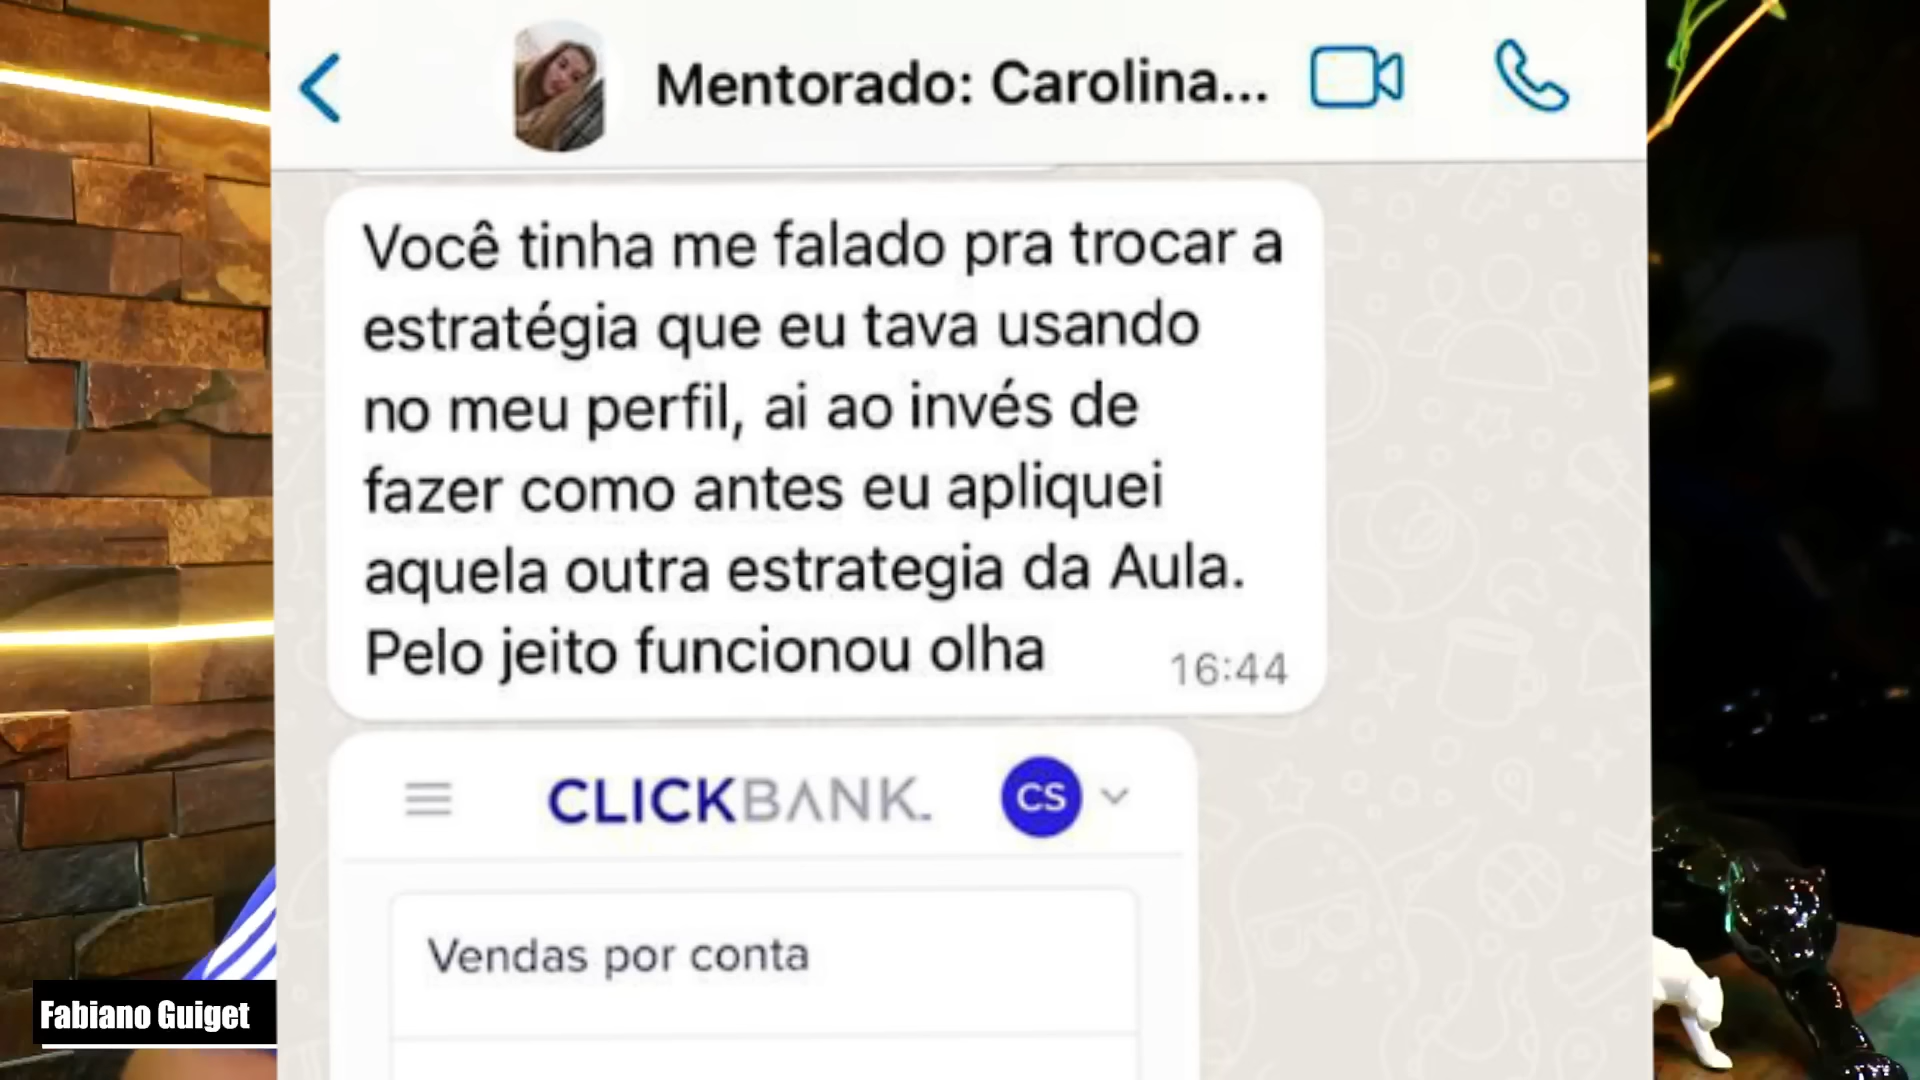 Mentorado: Carolina...
Você tinha me falado pra trocar a
estratégia que eu tava usando
no meu perfil, ai ao invés de
fazer como antes eu apliquei
aquela outra estrategia da Aula.
Pelo jeito funcionou olha
16:44
CLICKBANK.
CS
Vendas por conta
Fabiano Guiget